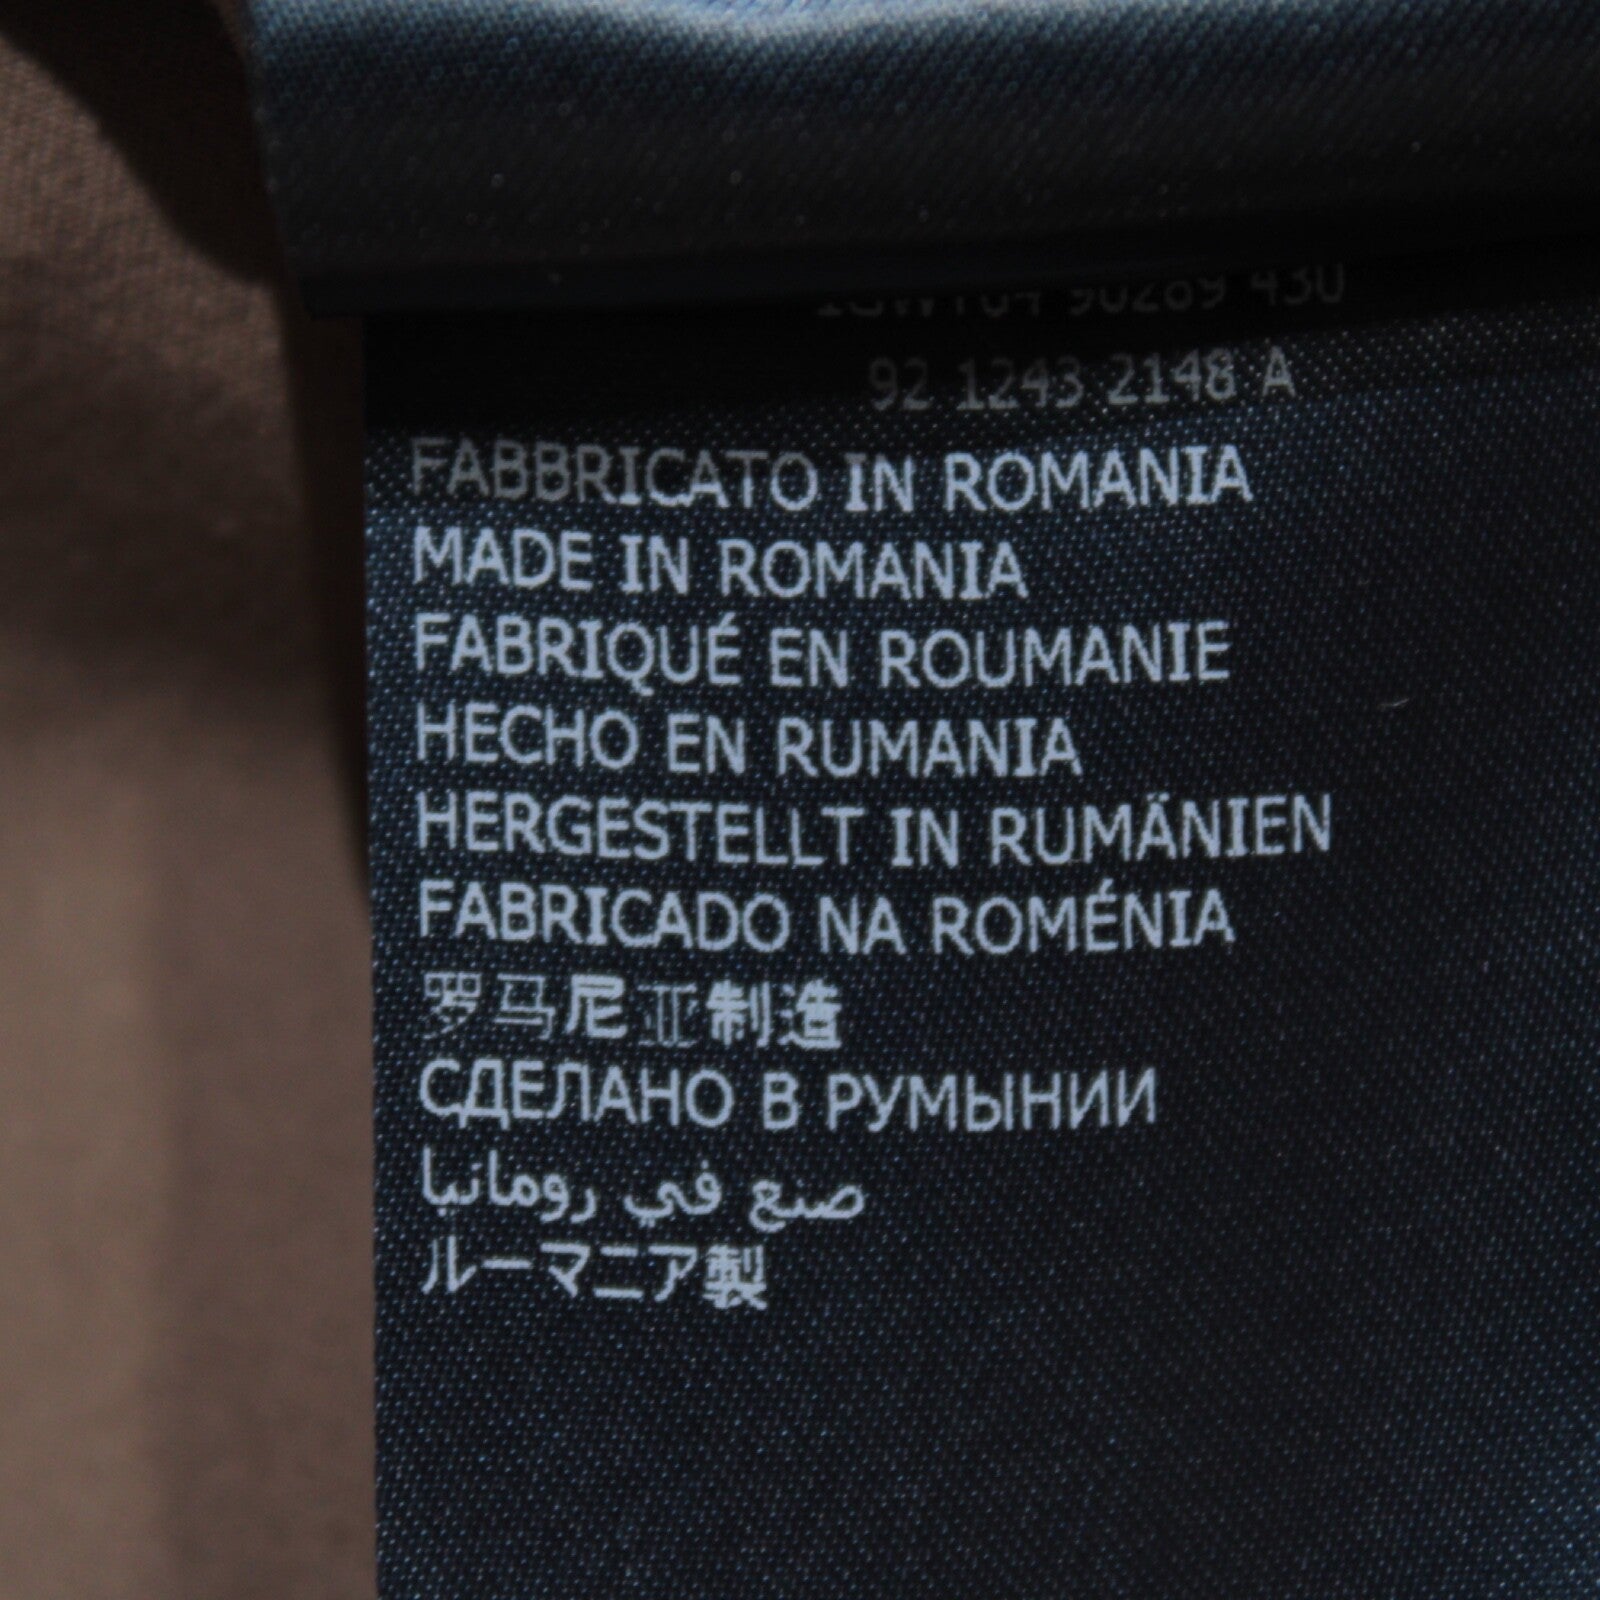 90289 430
92 1243 2148 A
FABBRICATO IN ROMANIA
MADE IN ROMANIA
FABRIQUÉ EN ROUMANIE
HECHO EN RUMANIA
HERGESTELLT IN RUMÄNIEN
FABRICADO NA ROMÉNIA
罗马尼亚制造
СДЕЛАНО В РУМЫНИИ
صنع في رومانيا
ルーマニア製